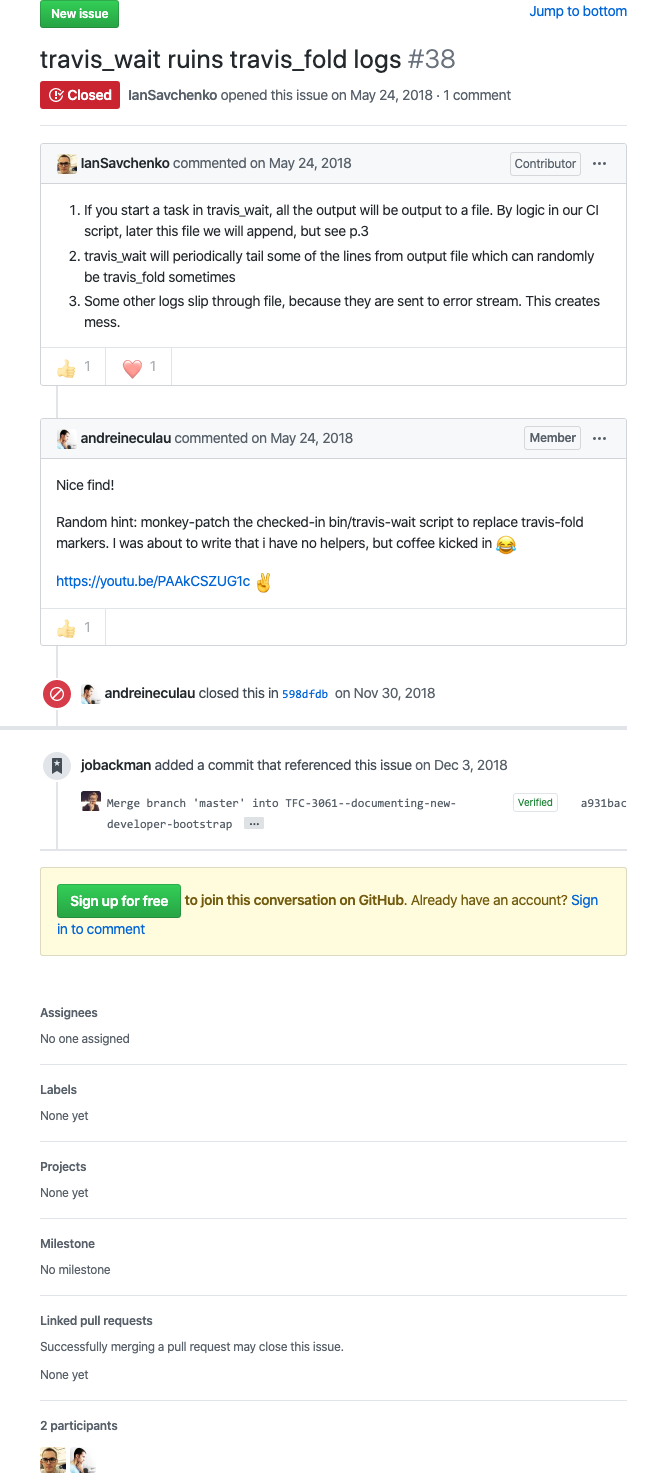 New issue
Jump to bottom
travis_wait ruins travis_fold logs #38
Closed
IanSavchenko opened this issue on May 24, 2018 · 1 comment
IanSavchenko commented on May 24, 2018
Contributor
1. If you start a task in travis_wait, all the output will be output to a file. By logic in our CI
script, later this file we will append, but see p.3
2. travis_wait will periodically tail some of the lines from output file which can randomly
be travis_fold sometimes
3. Some other logs slip through file, because they are sent to error stream. This creates
mess.
👍 1 ❤️ 1
andreineculau commented on May 24, 2018
Member
Nice find!
Random hint: monkey-patch the checked-in bin/travis-wait script to replace travis-fold
markers. I was about to write that i have no helpers, but coffee kicked in 😂
https://youtu.be/PAAkCSZUG1c ✌️
👍 1
andreineculau closed this in 598dfdb on Nov 30, 2018
jobackman added a commit that referenced this issue on Dec 3, 2018
Merge branch 'master' into TFC-3061--documenting-new-
developer-bootstrap …
Verified
a931bac
Sign up for free to join this conversation on GitHub. Already have an account? Sign
in to comment
Assignees
No one assigned
Labels
None yet
Projects
None yet
Milestone
No milestone
Linked pull requests
Successfully merging a pull request may close this issue.
None yet
2 participants